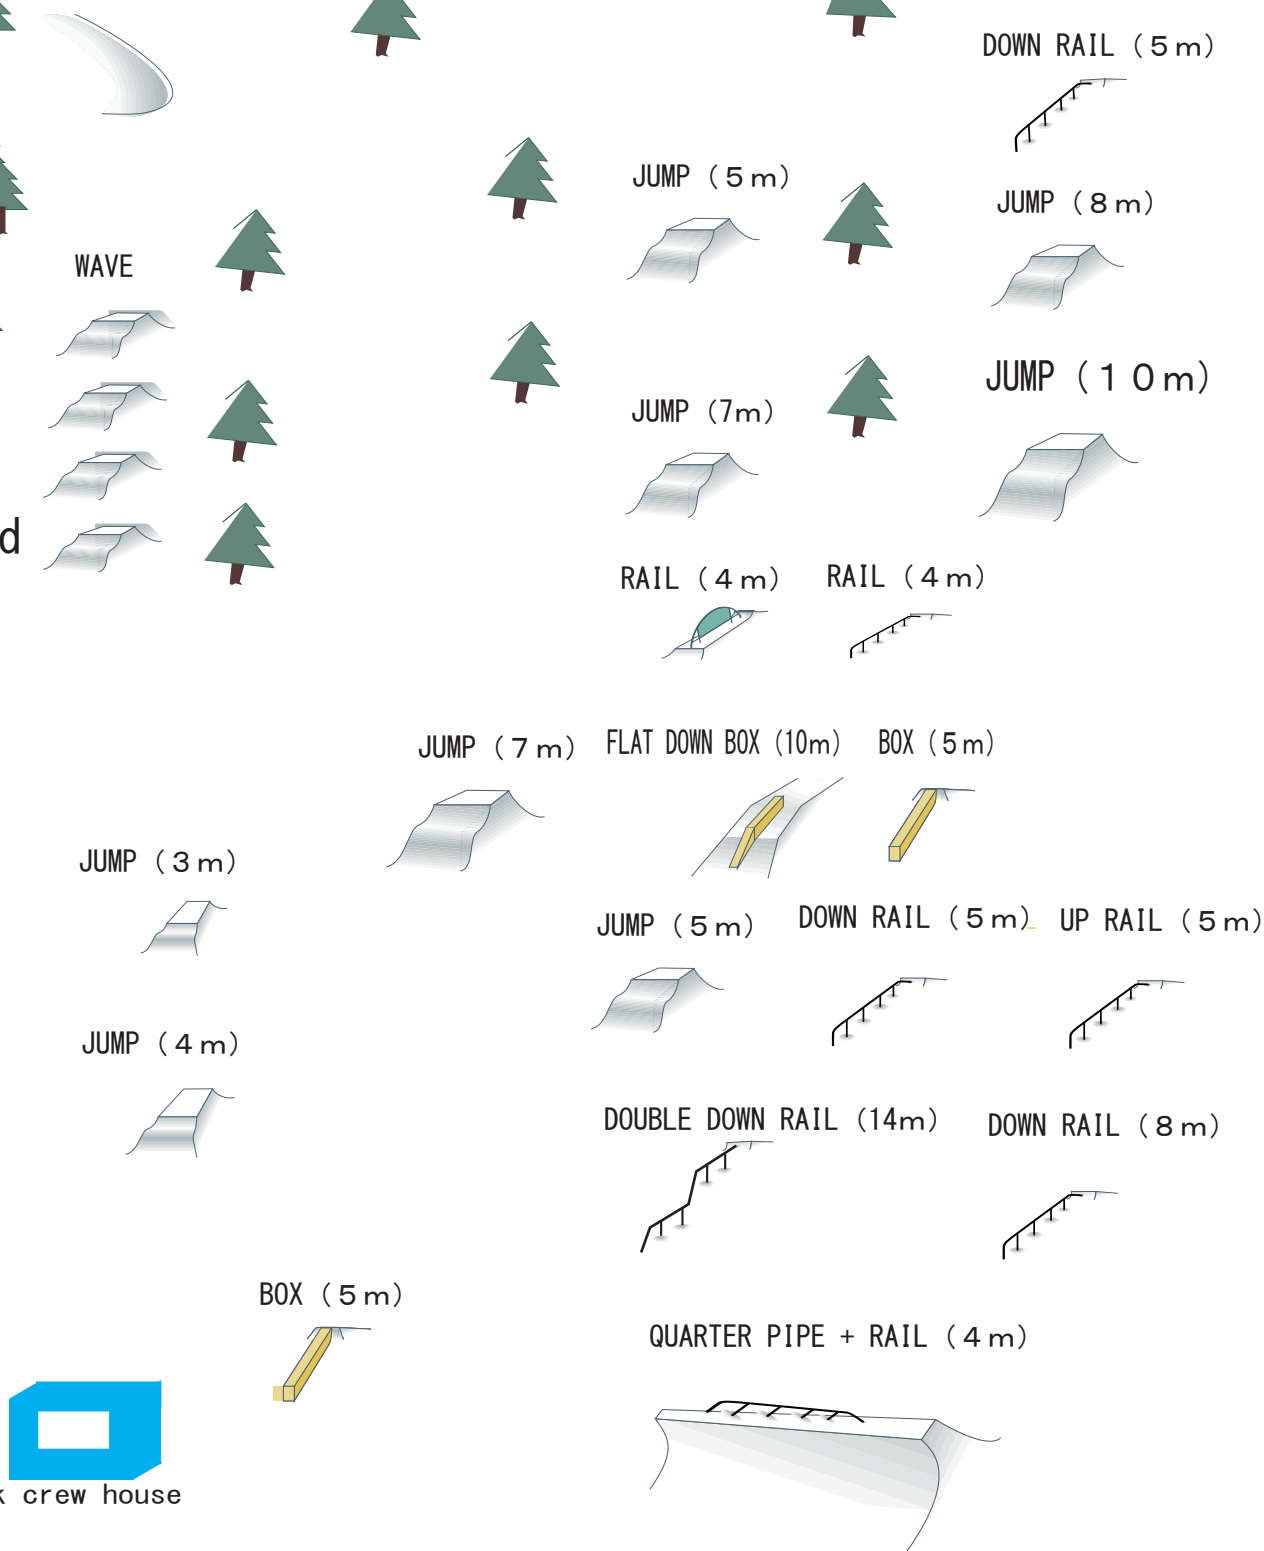 DOWN RAIL (5m)
JUMP (5m)
JUMP (8m)
WAVE
JUMP (10m)
JUMP (7m)
d
RAIL (4m)
RAIL (4m)
JUMP (7m)
FLAT DOWN BOX (10m)
BOX (5m)
JUMP (3m)
JUMP (5m)
DOWN RAIL (5m)
UP RAIL (5m)
JUMP (4m)
DOUBLE DOWN RAIL (14m)
DOWN RAIL (8m)
BOX (5m)
QUARTER PIPE + RAIL (4m)
k crew house